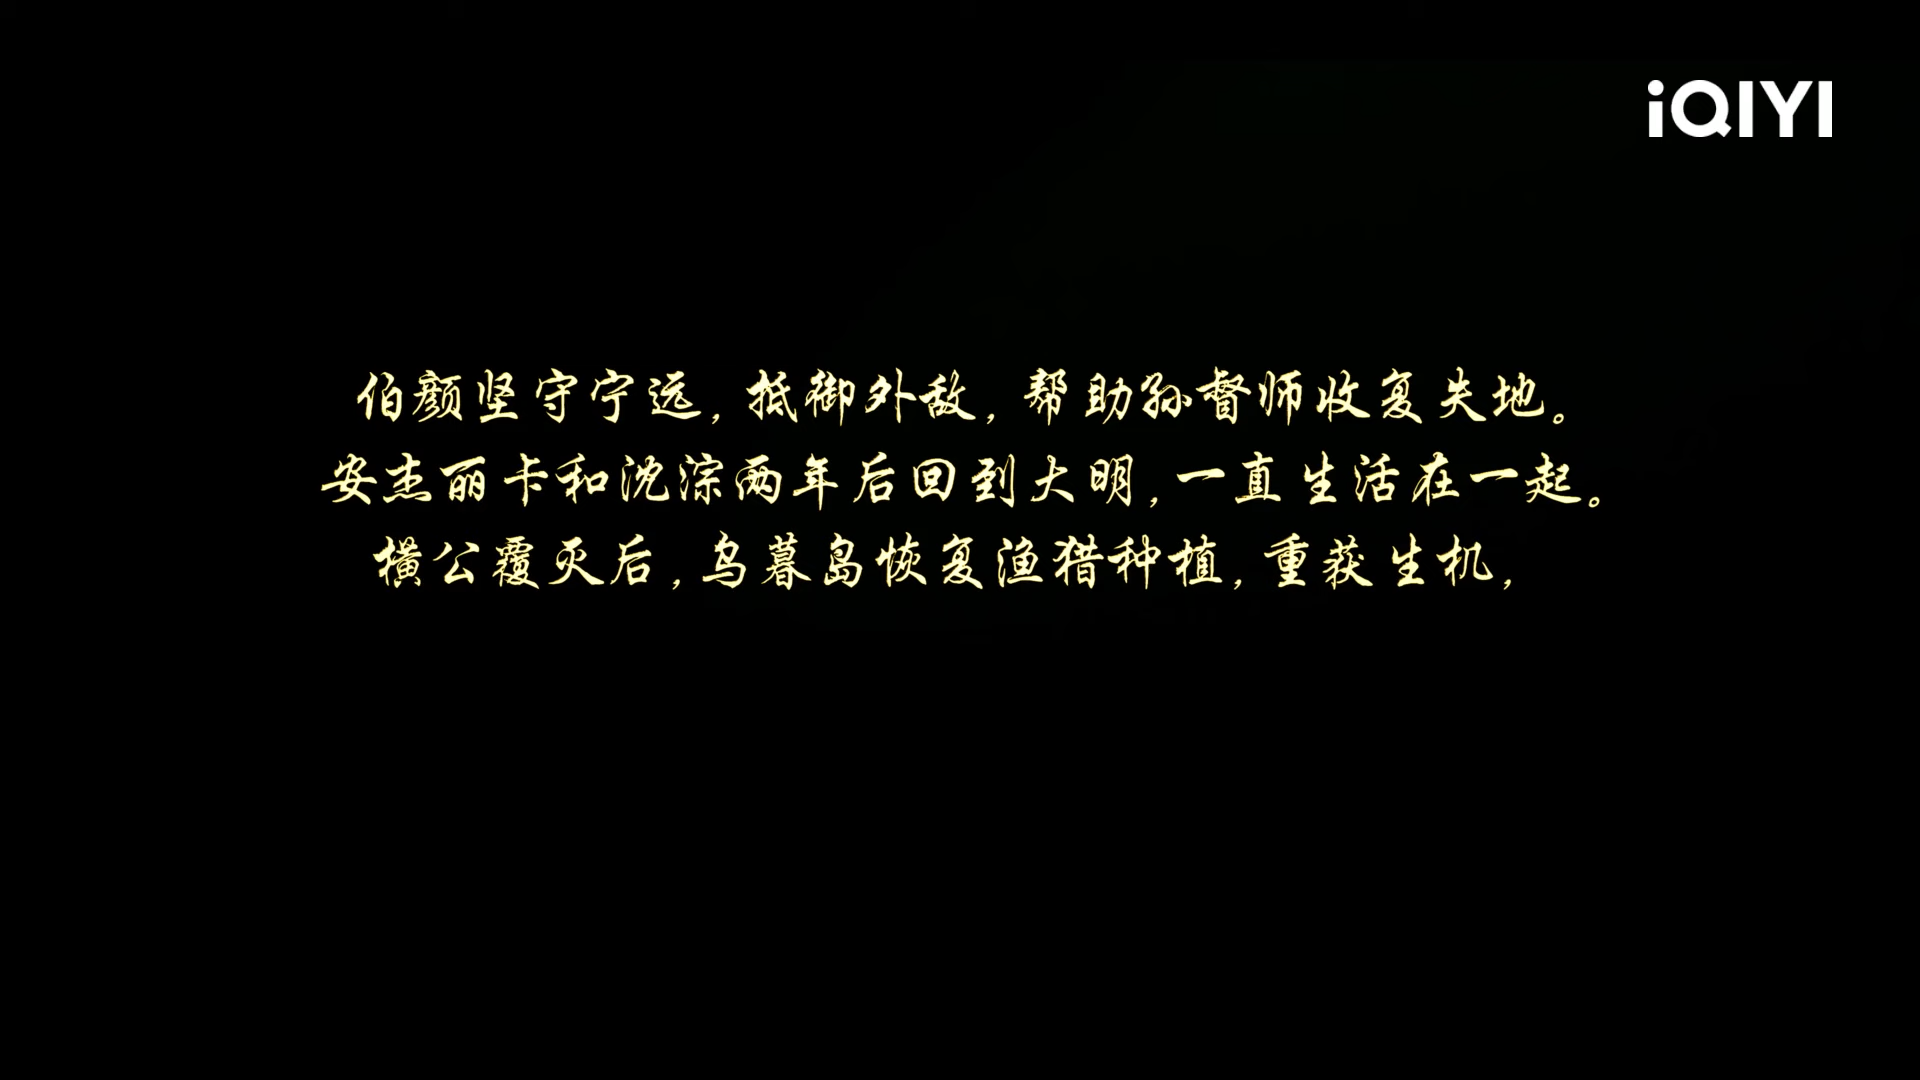 iQIYI
伯颜坚守宁远，抵御外敌，帮助孙督师收复失地。
安杰丽卡和沈淙两年后回到大明，一直生活在一起。
横公覆灭后，乌暮岛恢复渔猎种植，重获生机，